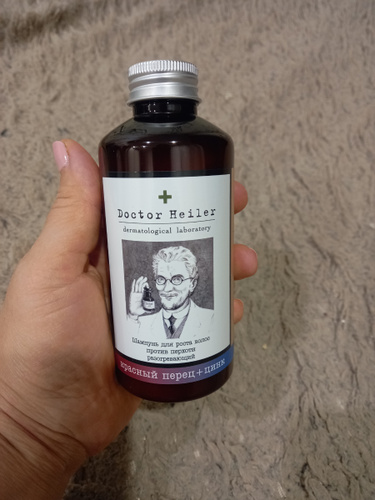 Doctor Heiler
dermatological laboratory
Шампунь для роста волос
против перхоти
разогревающий
красный перец+цинк